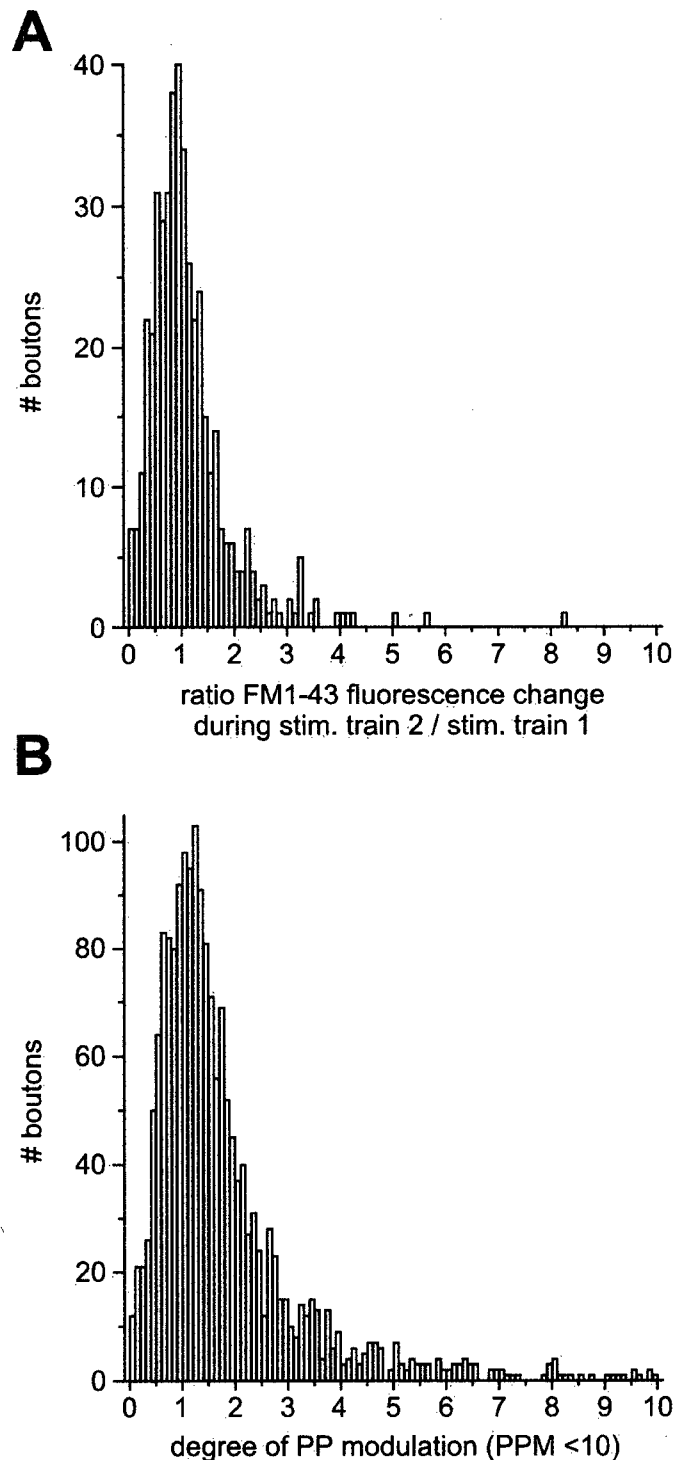 A
40
30
20
10
0
# boutons
0 1 2 3 4 5 6 7 8 9 10
ratio FM1-43 fluorescence change
during stim. train 2 / stim. train 1
B
100
80
60
40
20
0
# boutons
0 1 2 3 4 5 6 7 8 9 10
degree of PP modulation (PPM <10)